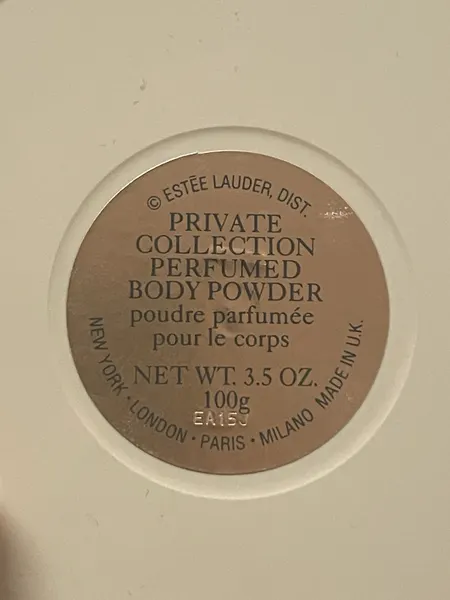 © ESTĒE LAUDER, DIST.
PRIVATE
COLLECTION
PERFUMED
BODY POWDER
poudre parfumée
pour le corps
NET WT. 3.5 OZ.
100g
EA15J
NEW YORK · LONDON · PARIS · MILANO MADE IN U.K.